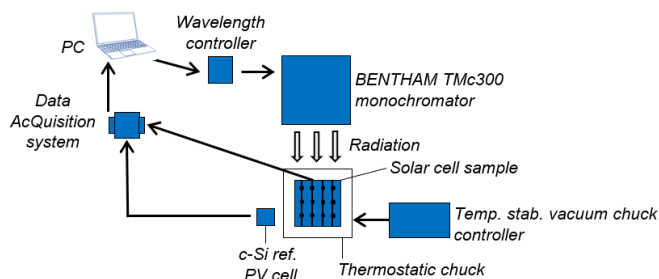 PC
Wavelength
controller
BENTHAM TMc300
monochromator
Data
AcQuisition
system
Radiation
Solar cell sample
Temp. stab. vacuum chuck
controller
c-Si ref.
PV cell
Thermostatic chuck